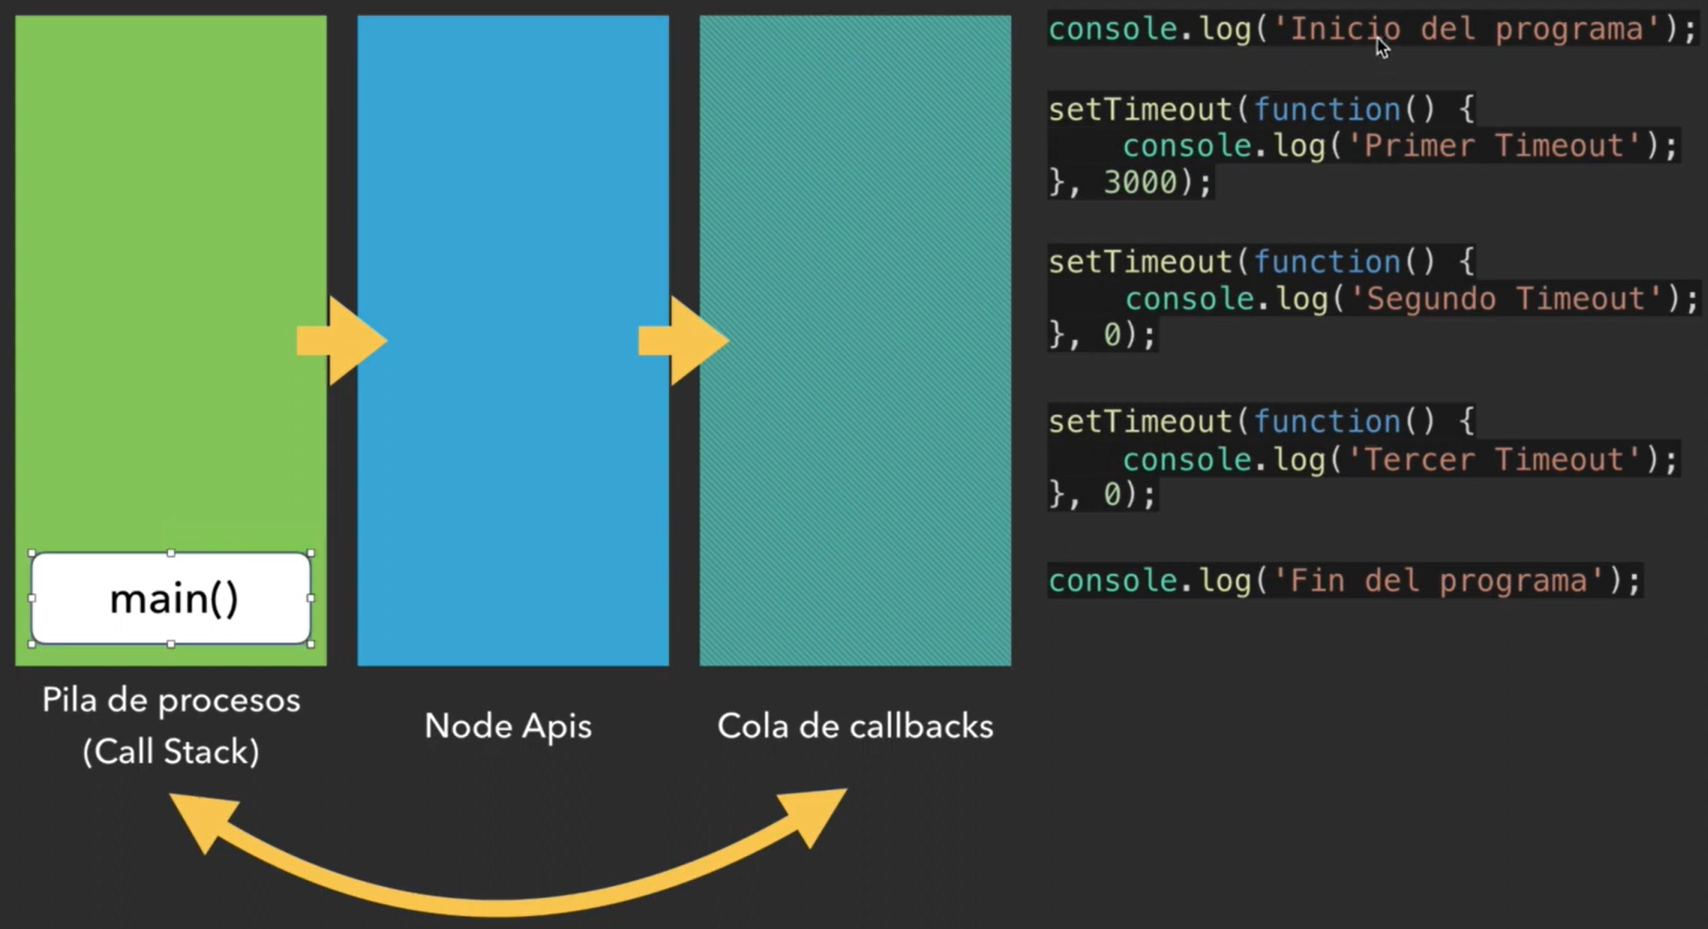 main()
Pila de procesos
(Call Stack)
Node Apis
Cola de callbacks
console.log('Inicio del programa');
setTimeout(function() {
console.log('Primer Timeout');
}, 3000);
setTimeout(function() {
console.log('Segundo Timeout');
}, 0);
setTimeout(function() {
console.log('Tercer Timeout');
}, 0);
console.log('Fin del programa');